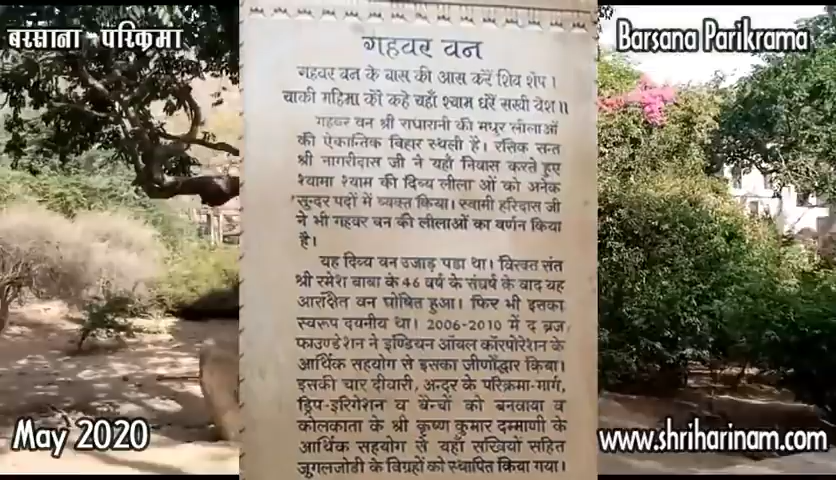 बरसाना परिक्रमा
Barsana Parikrama
गहवर वन
गहवर वन के वास की आस करें शिव शेष।
वाकी महिमा कौं कहे यहाँ श्याम धरें सखी वेश॥
गहवर वन श्री राधारानी की मधुर लीलाओं
की ऐकान्तिक विहार स्थली है। रसिक सन्त
श्री नागरीदास जी ने यहाँ निवास करते हुए
श्यामा श्याम की दिव्य लीला ओं को अनेक
सुन्दर पदों में व्यक्त किया। स्वामी हरिदास जी
ने भी गहवर वन की लीलाओं का वर्णन किया
है।
यह दिव्य वन उजाड़ पडा था। विरक्त संत
श्री रमेश बाबा के 46 वर्ष के संघर्ष के वाद यह
आरक्षित वन घोषित हुआ। फिर भी इसका
स्वरुप दयनीय था। 2006-2010 में द व्रज
फाउण्डेशन ने इण्डियन ऑयल कॉरपोरेशन के
आर्थिक सहयोग से इसका जीर्णोद्धार किया।
इसकी चार दीवारी, अन्दर के परिक्रमा-मार्ग,
ड्रिप-इरिगेशन व बेन्चों को बनवाया व
कोलकाता के श्री कृष्ण कुमार दम्माणी के
आर्थिक सहयोग से यहाँ सखियों सहित
जुगलजोडी के विग्रहों को स्थापित किया गया।
May 2020
www.shriharinam.com